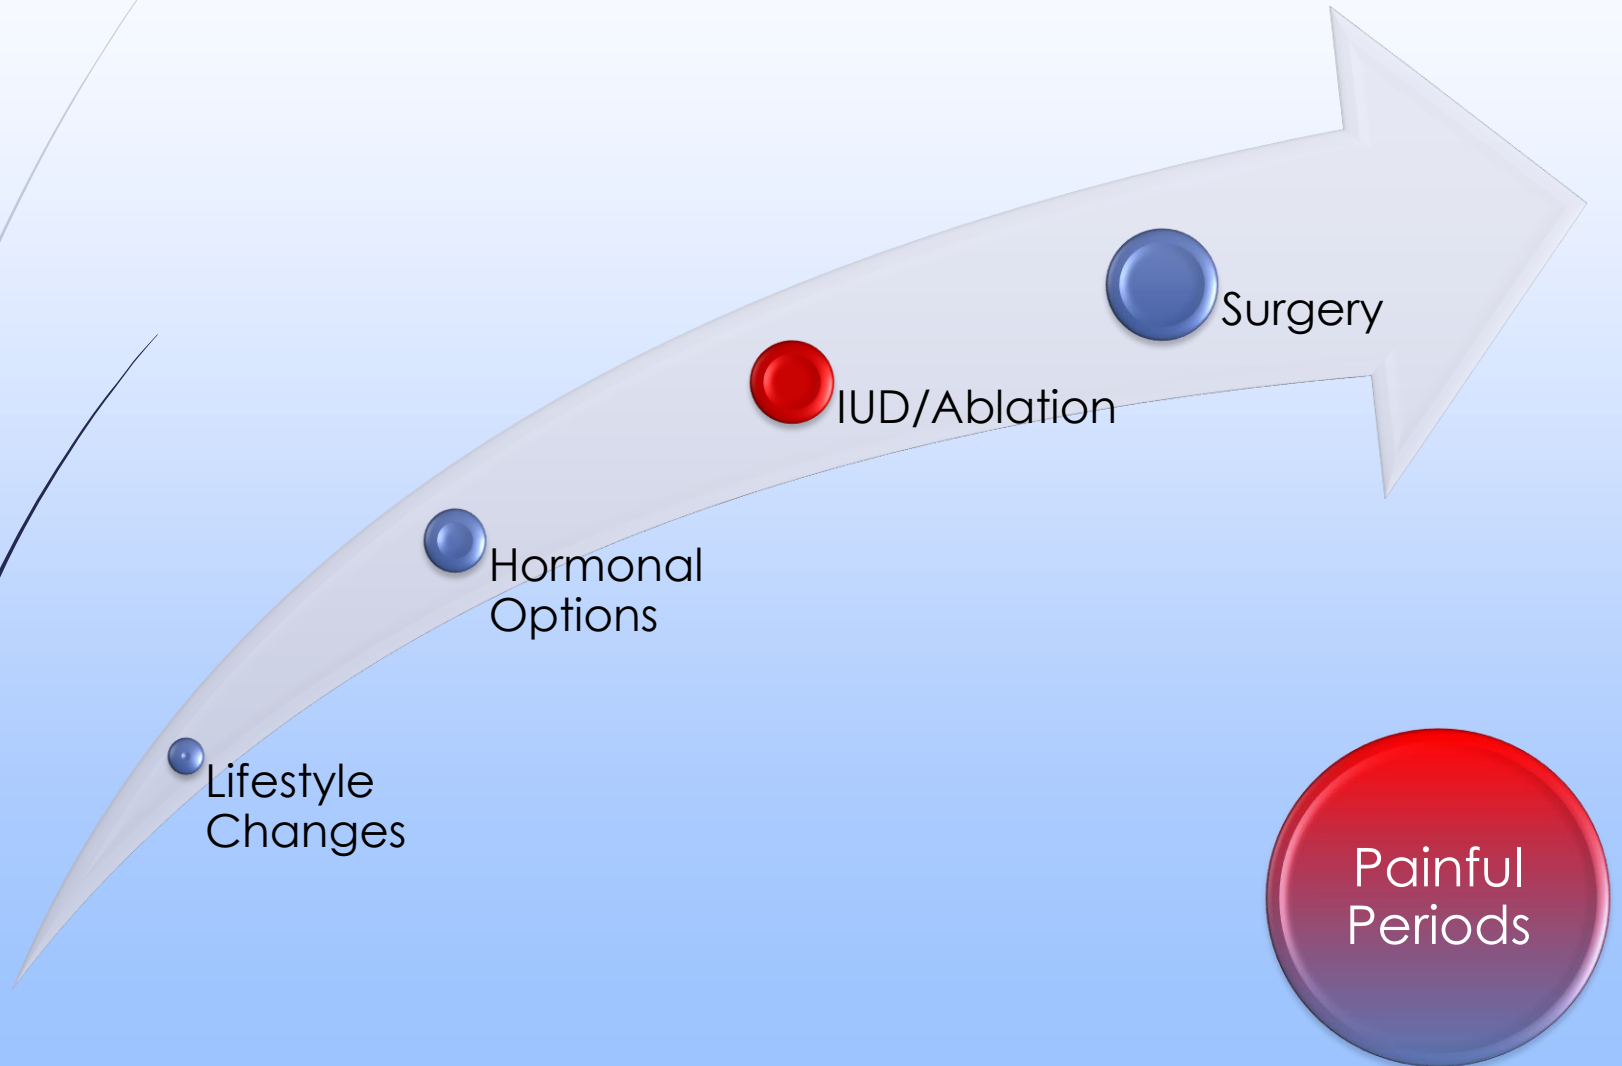 Surgery
IUD/Ablation
Hormonal
Options
Lifestyle
Changes
Painful
Periods